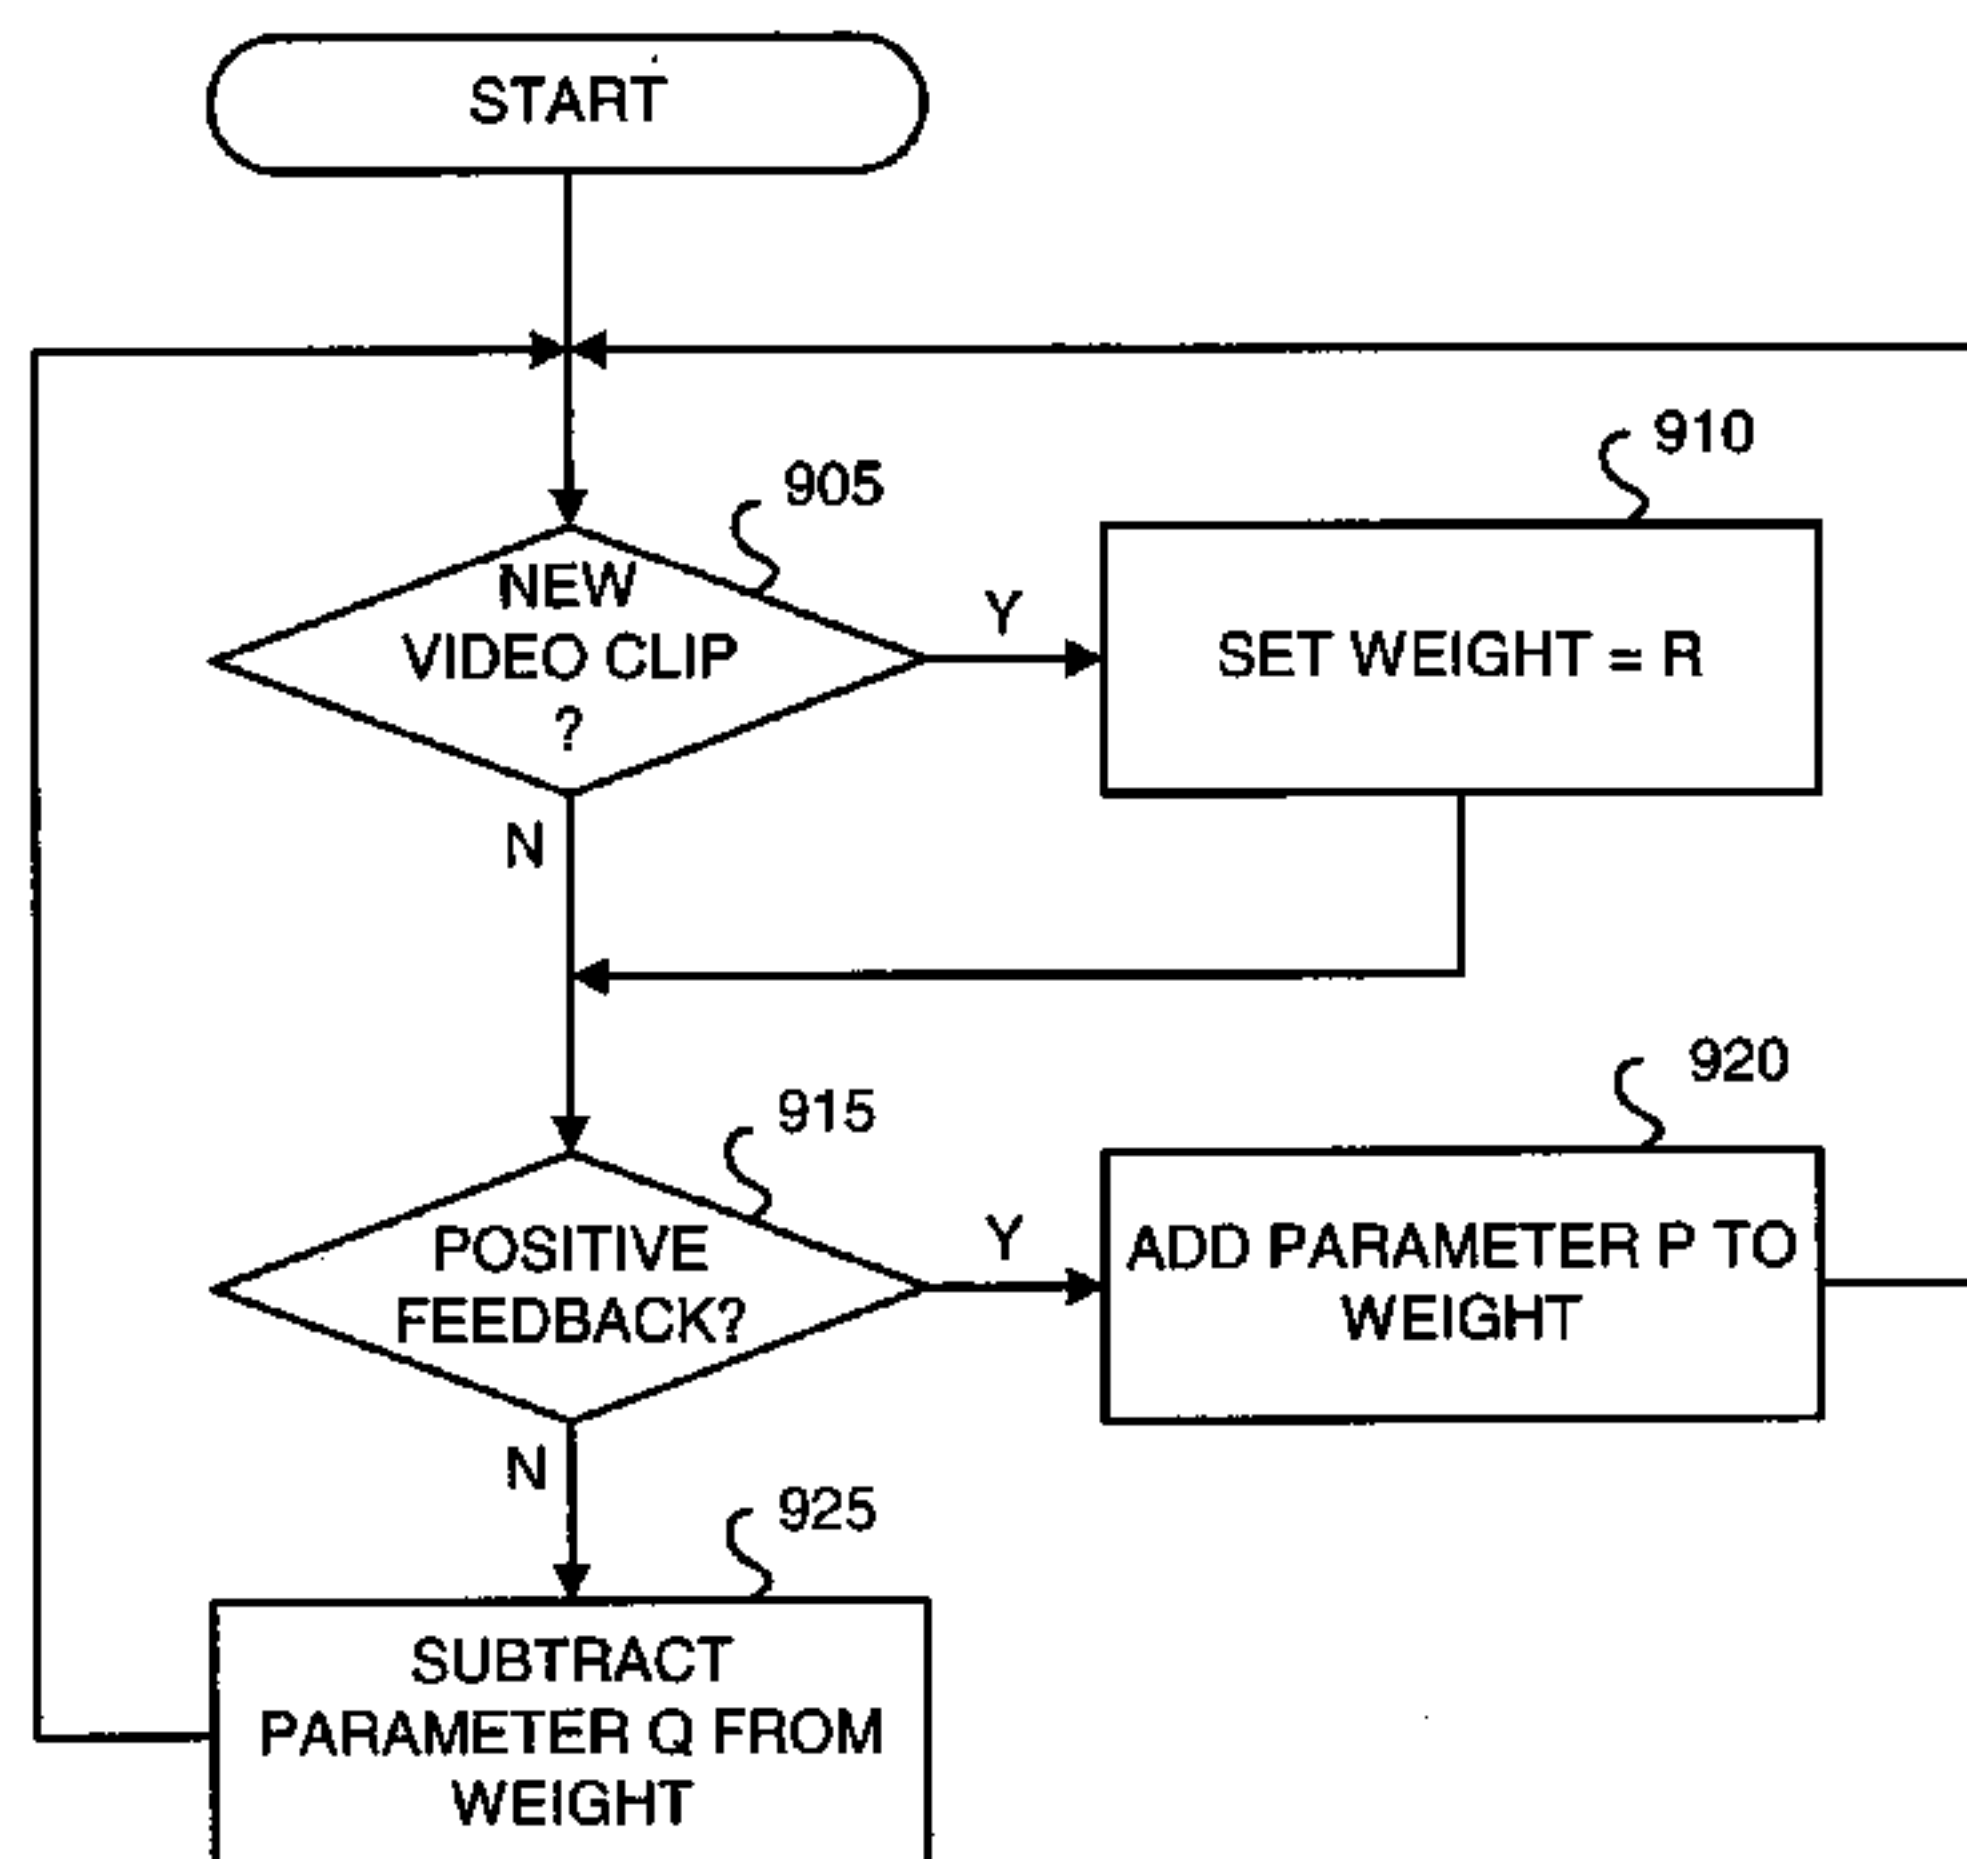 START
910
905
NEW
VIDEO CLIP
?
Y
SET WEIGHT = R
N
920
915
POSITIVE
FEEDBACK?
Y
ADD PARAMETER P TO
WEIGHT
N
925
SUBTRACT
PARAMETER Q FROM
WEIGHT